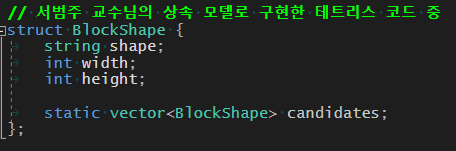 // 서범주 교수님의 상속 모델로 구현한 테트리스 코드 중
struct BlockShape {
string shape;
int width;
int height;
static vector<BlockShape> candidates;
};